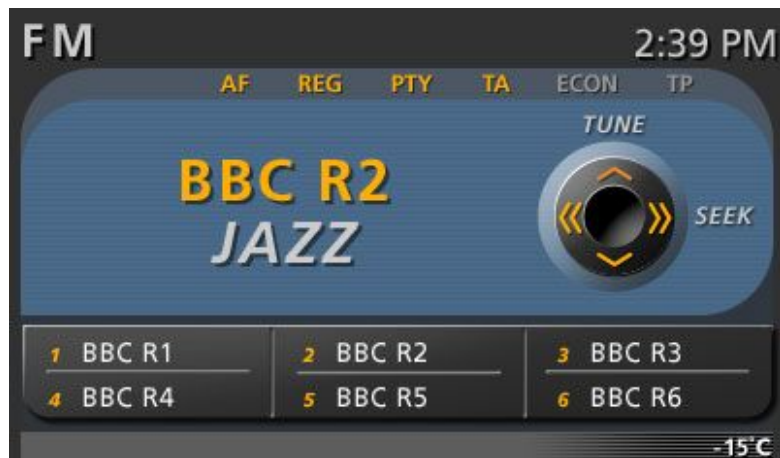 FM 2:39 PM
AF REG PTY TA ECON TP
TUNE
BBC R2
SEEK
JAZZ
1 BBC R1 2 BBC R2 3 BBC R3
4 BBC R4 5 BBC R5 6 BBC R6
-15°C